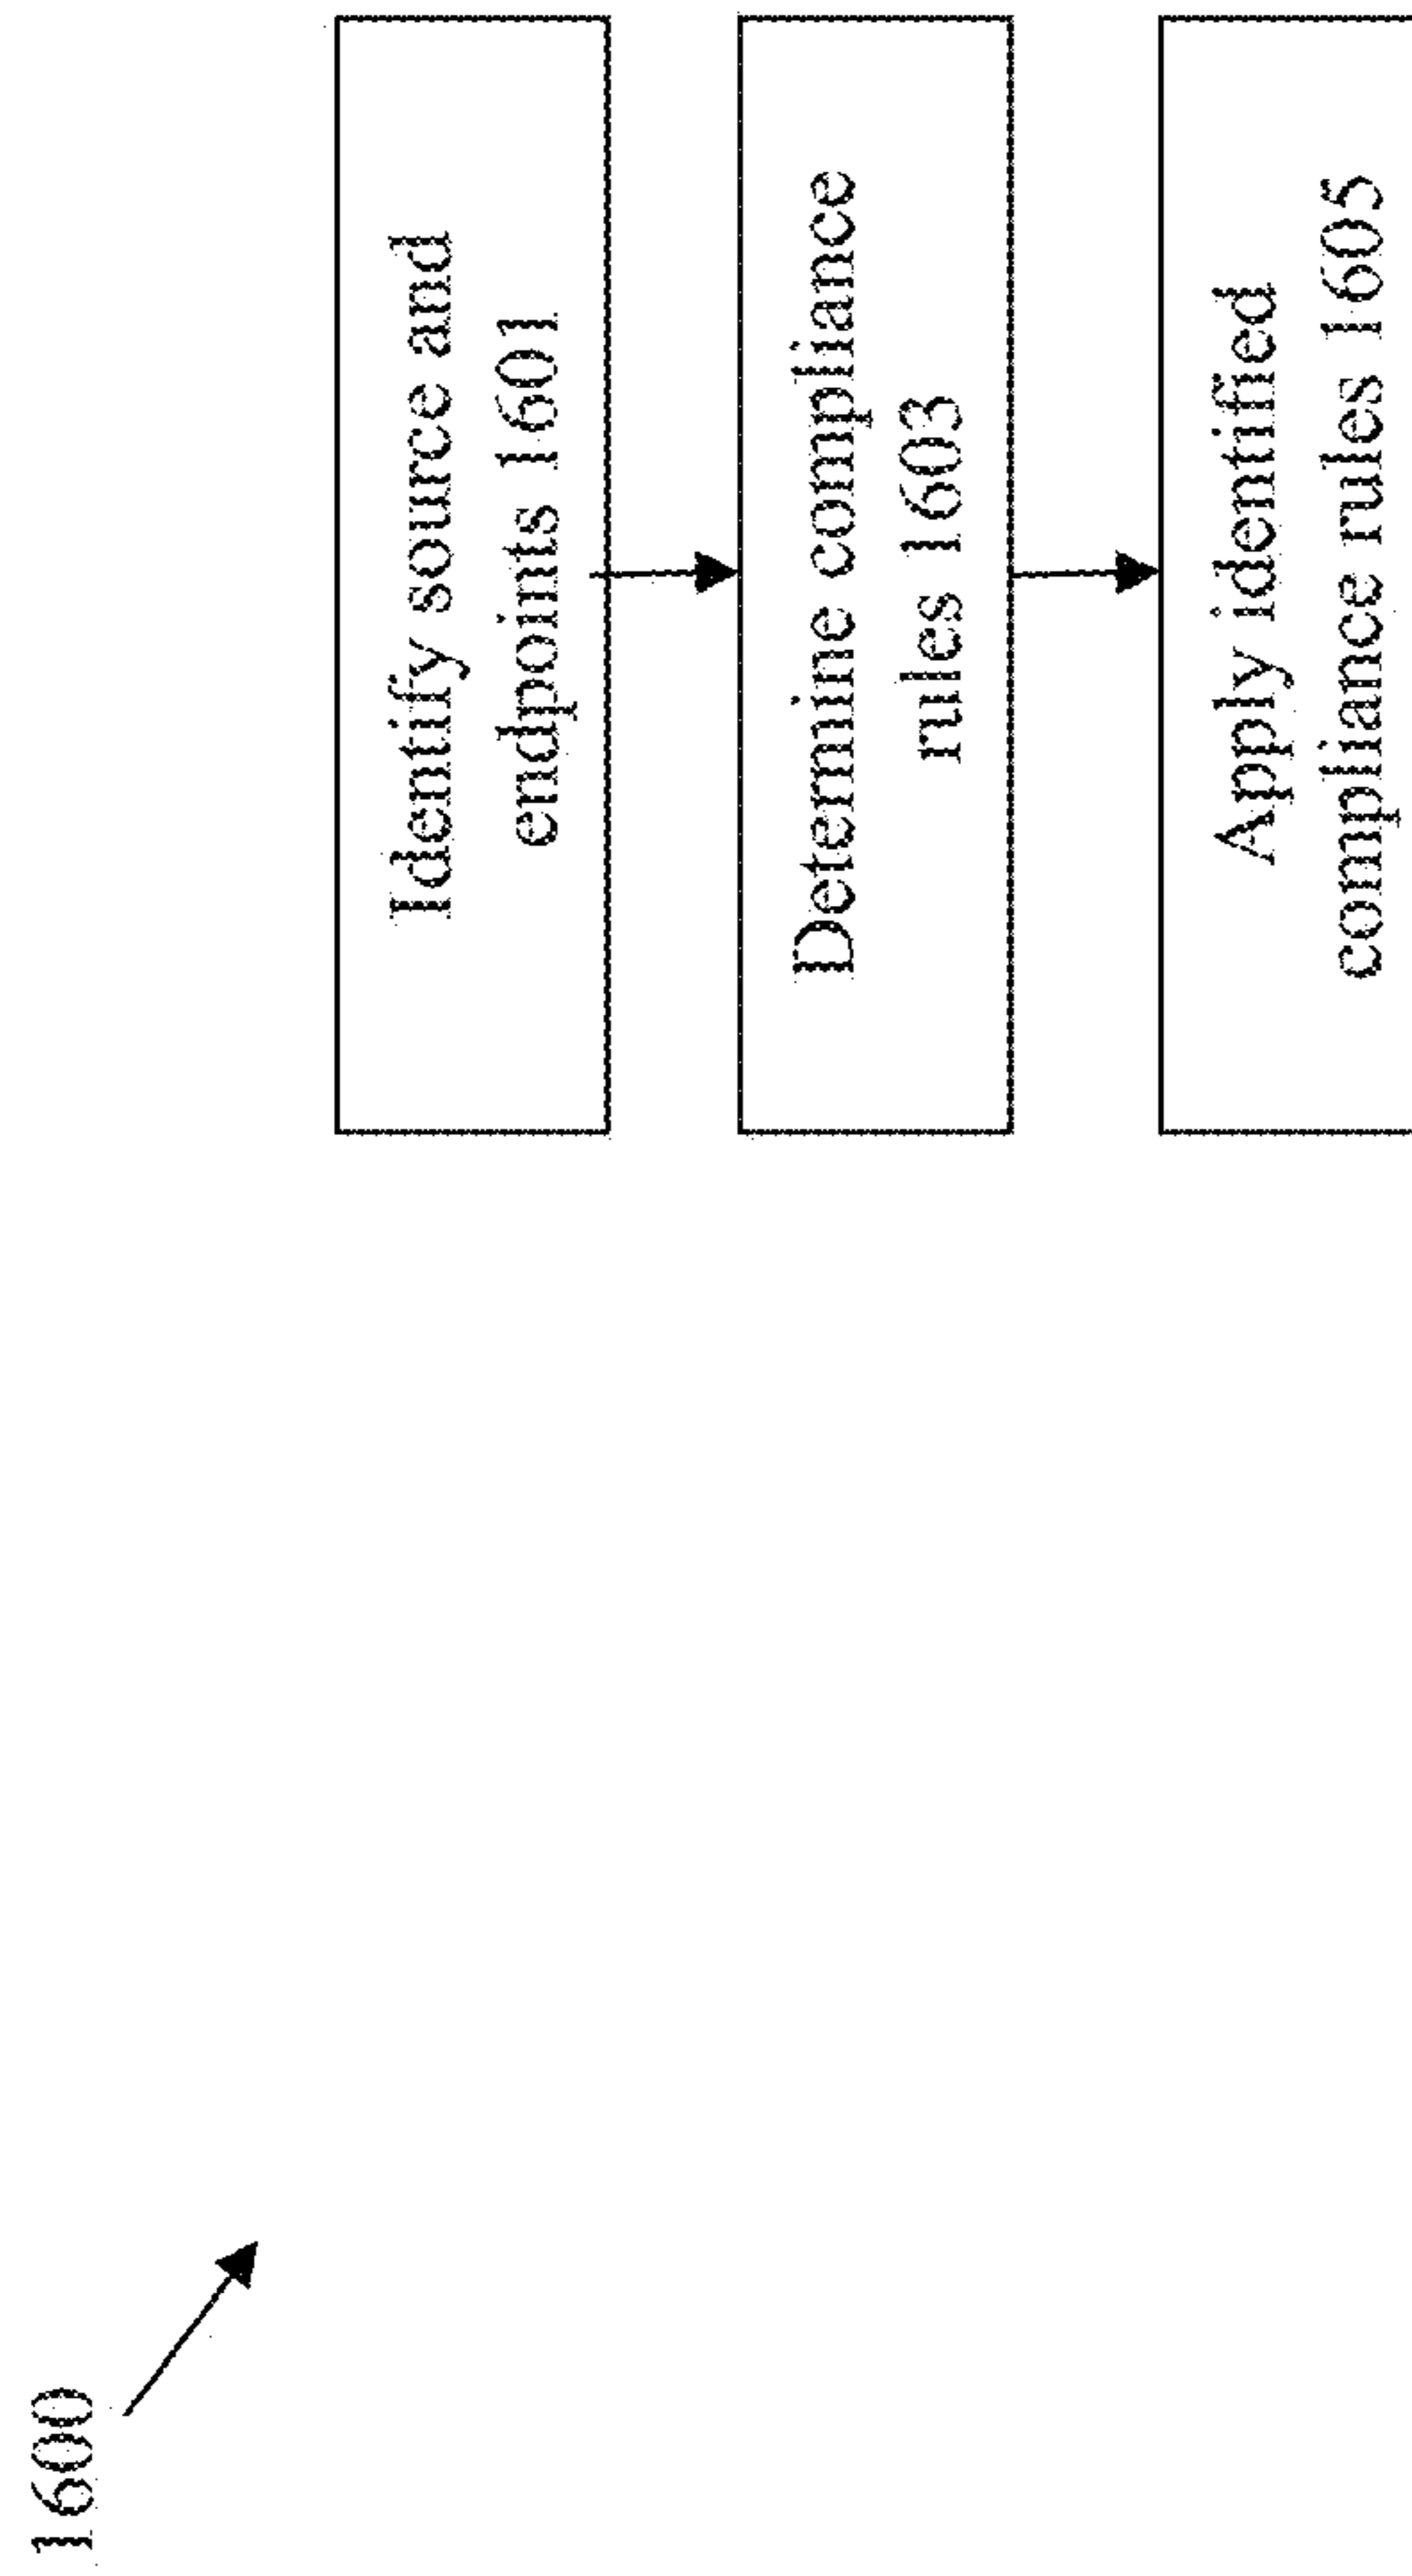 1600
Identify source and
endpoints 1601
Determine compliance
rules 1603
Apply identified
compliance rules 1605